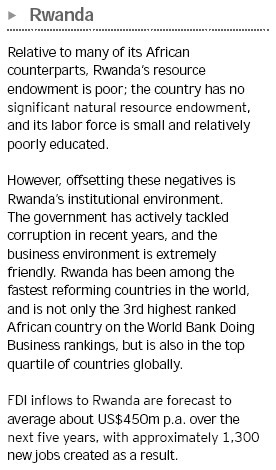 ► Rwanda
Relative to many of its African
counterparts, Rwanda's resource
endowment is poor; the country has no
significant natural resource endowment,
and its labor force is small and relatively
poorly educated.
However, offsetting these negatives is
Rwanda's institutional environment.
The government has actively tackled
corruption in recent years, and the
business environment is extremely
friendly. Rwanda has been among the
fastest reforming countries in the world,
and is not only the 3rd highest ranked
African country on the World Bank Doing
Business rankings, but is also in the top
quartile of countries globally.
FDI inflows to Rwanda are forecast to
average about US$450m p.a. over the
next five years, with approximately 1,300
new jobs created as a result.